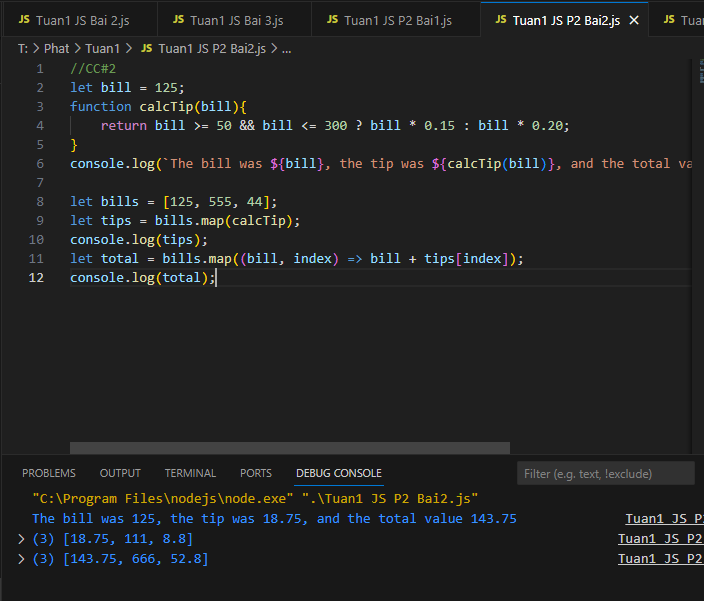 JS Tuan1 JS Bai 2.js JS Tuan1 JS Bai 3.js JS Tuan1 JS P2 Bai1.js JS Tuan1 JS P2 Bai2.js JS
T: > Phat > Tuan1 > JS Tuan1 JS P2 Bai2.js > ...
1 //CC#2
2 let bill = 125;
3 function calcTip(bill){
4 return bill >= 50 && bill <= 300 ? bill * 0.15 : bill * 0.20;
5 }
6 console.log(`The bill was ${bill}, the tip was ${calcTip(bill)}, and the total va
7
8 let bills = [125, 555, 44];
9 let tips = bills.map(calcTip);
10 console.log(tips);
11 let total = bills.map((bill, index) => bill + tips[index]);
12 console.log(total);
PROBLEMS OUTPUT TERMINAL PORTS DEBUG CONSOLE Filter (e.g. text, !exclude)
"C:\Program Files\nodejs\node.exe" ".\Tuan1 JS P2 Bai2.js"
The bill was 125, the tip was 18.75, and the total value 143.75 Tuan1 JS P
> (3) [18.75, 111, 8.8] Tuan1 JS P2
> (3) [143.75, 666, 52.8] Tuan1 JS P2